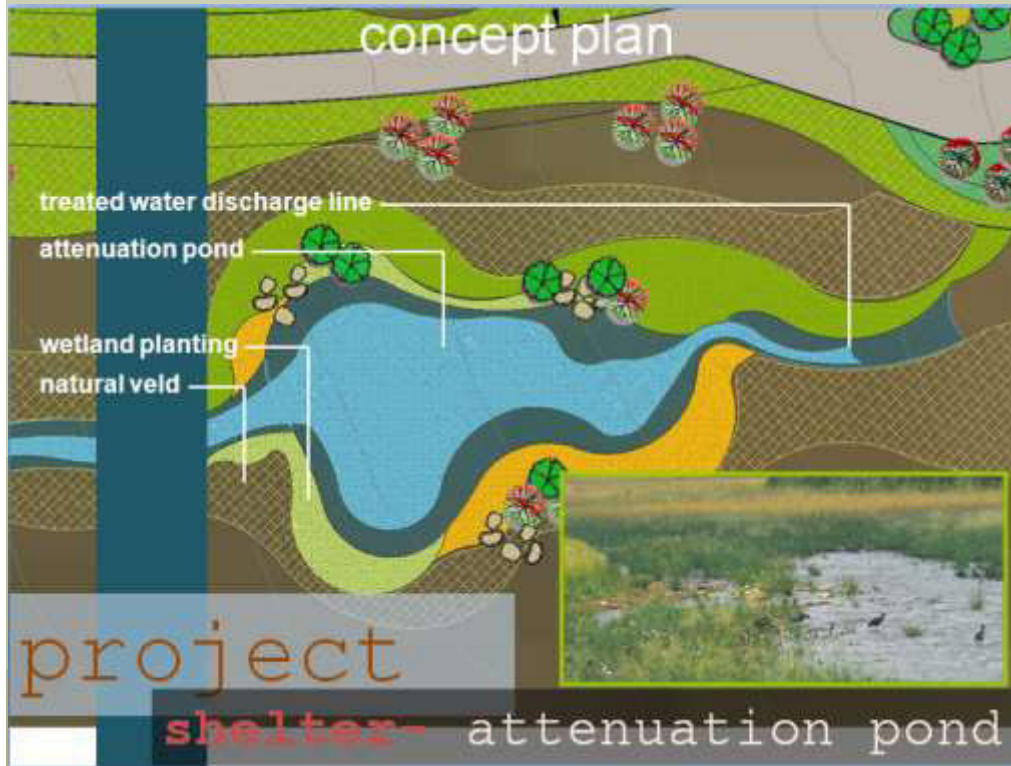 concept plan
treated water discharge line
attenuation pond
wetland planting
natural veld
project
shelter- attenuation pond